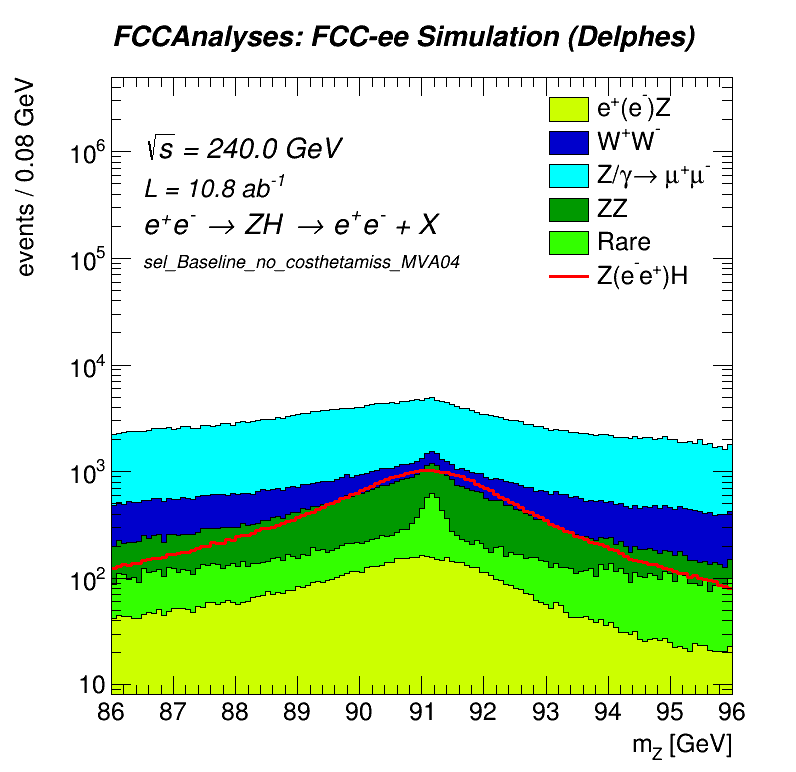 FCCAnalyses: FCC-ee Simulation (Delphes)
events / 0.08 GeV
√s = 240.0 GeV
L = 10.8 ab⁻¹
e⁺e⁻ → ZH → e⁺e⁻ + X
sel_Baseline_no_costhetamiss_MVA04
e⁺(e⁻)Z
W⁺W⁻
Z/γ→ μ⁺μ⁻
ZZ
Rare
Z(e⁻e⁺)H
10⁶
10⁵
10⁴
10³
10²
10
86 87 88 89 90 91 92 93 94 95 96
m_Z [GeV]